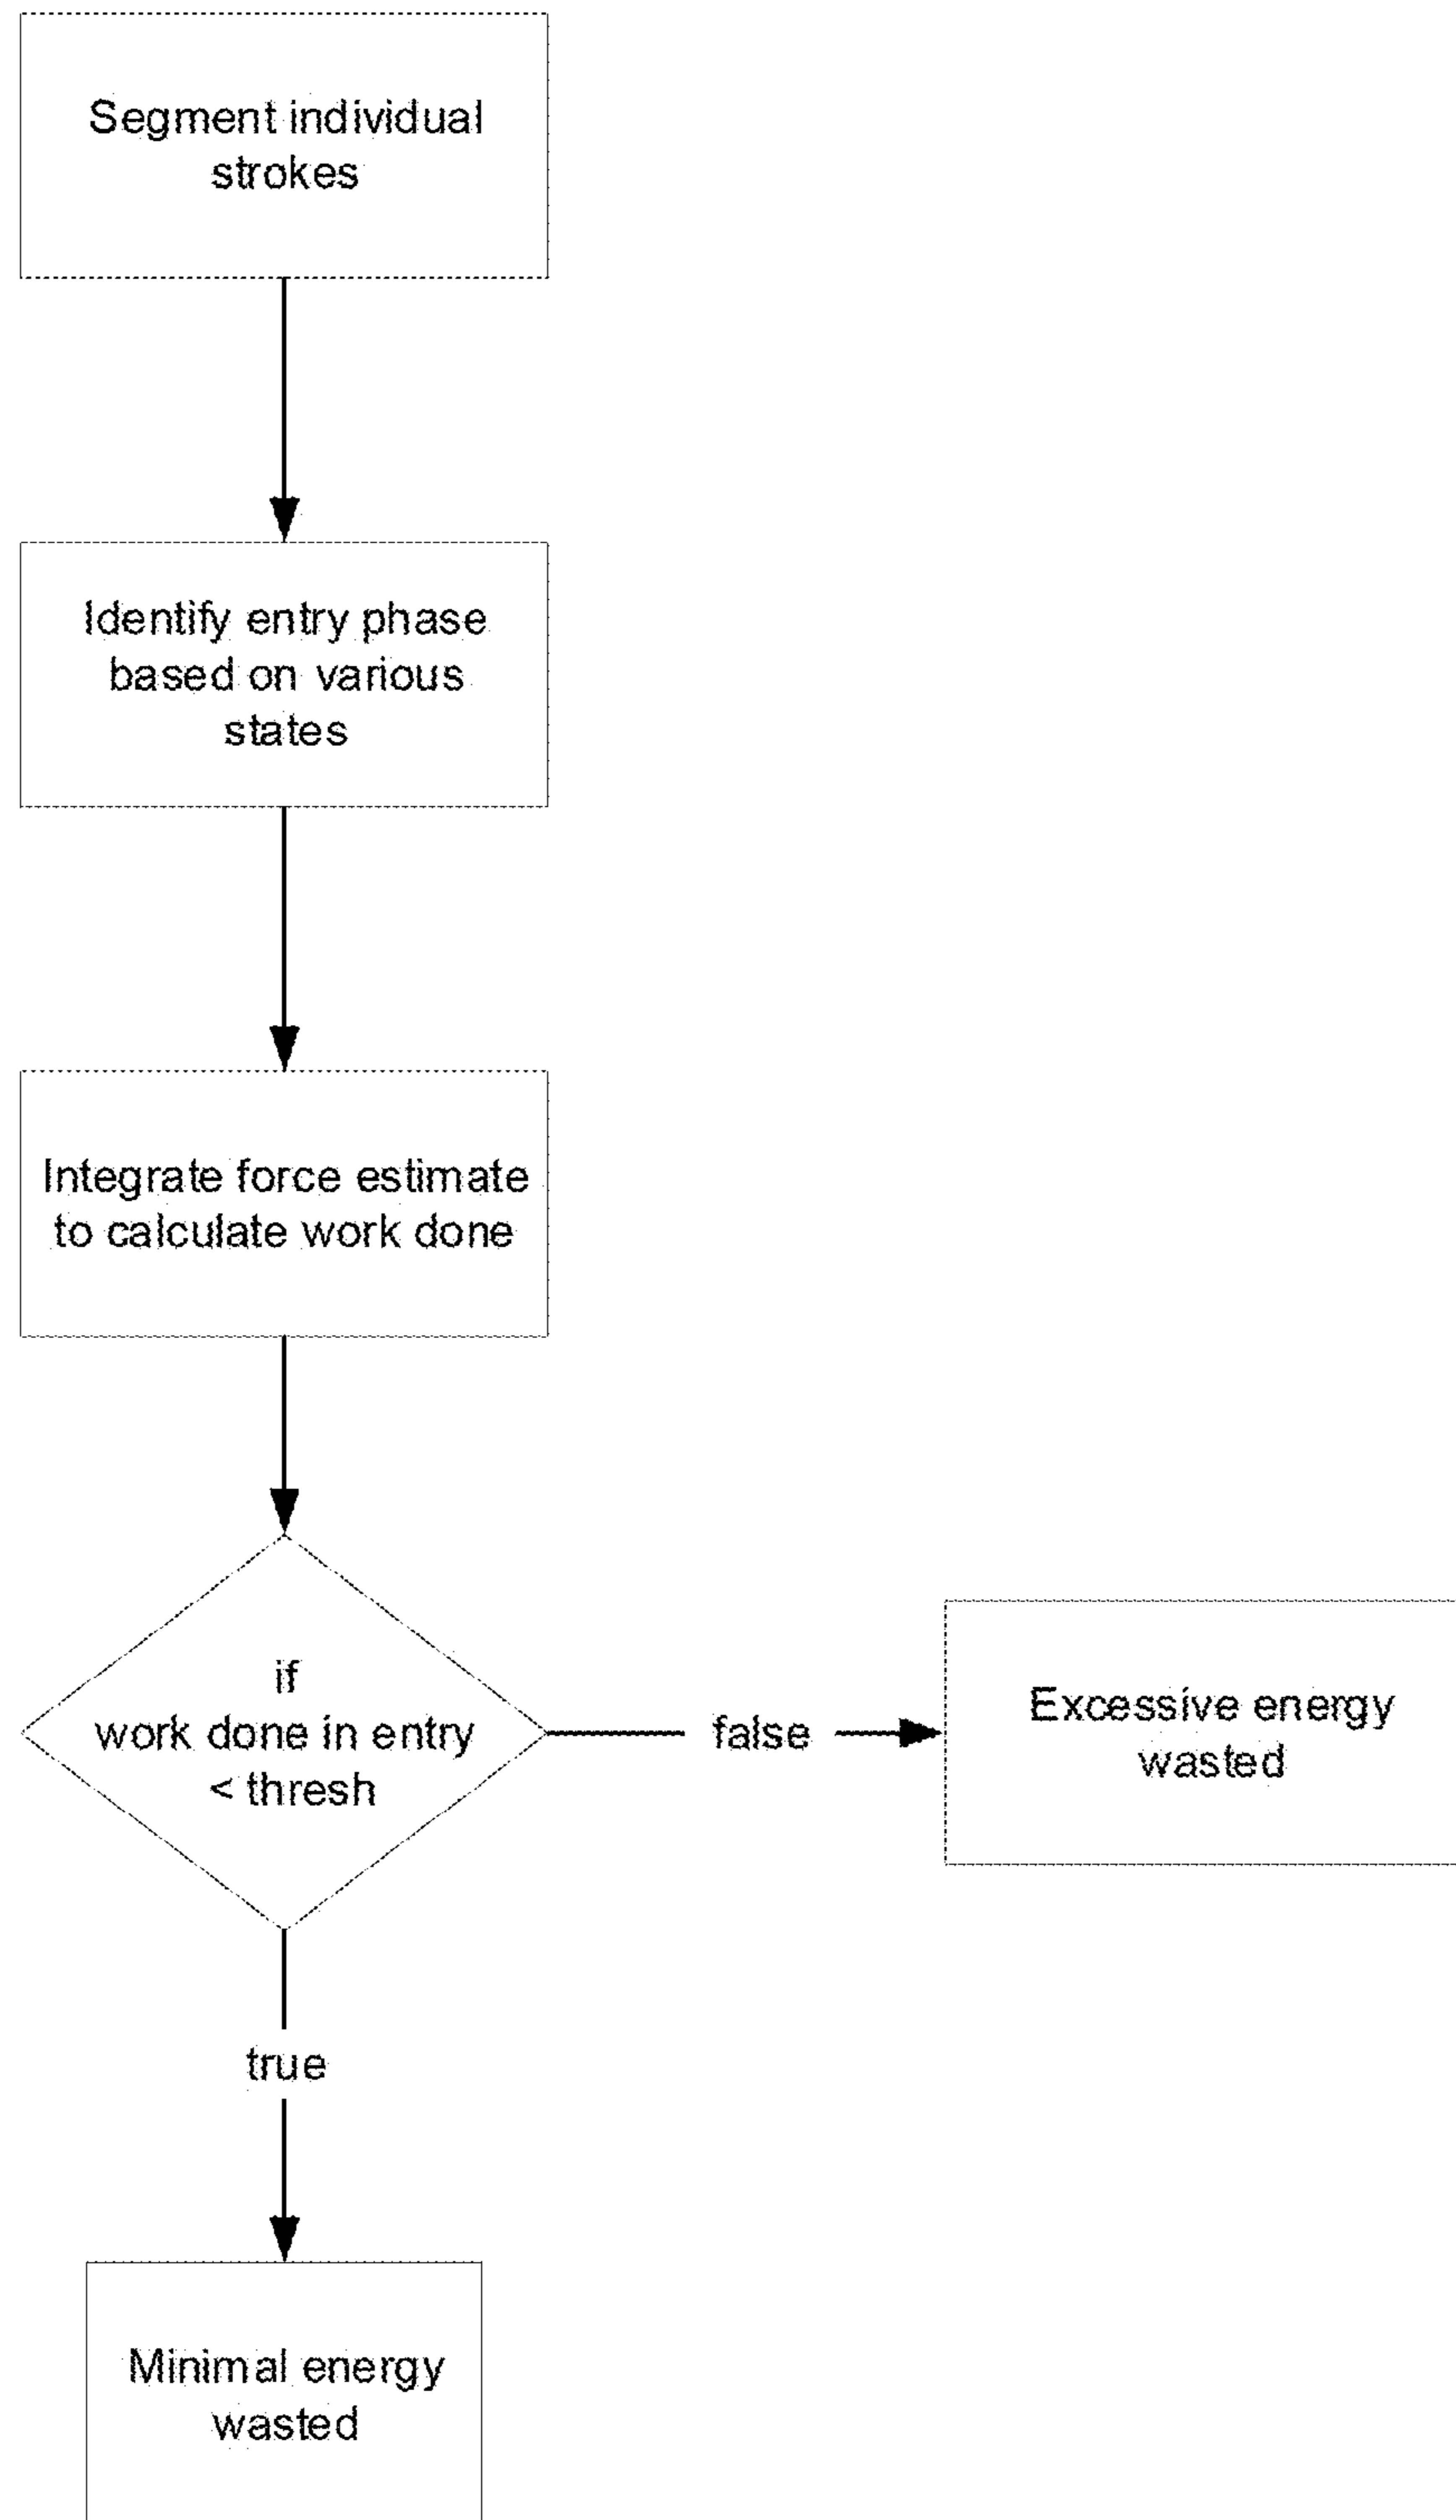 Segment individual
strokes
Identify entry phase
based on various
states
Integrate force estimate
to calculate work done
if
work done in entry
< thresh
false
Excessive energy
wasted
true
Minimal energy
wasted